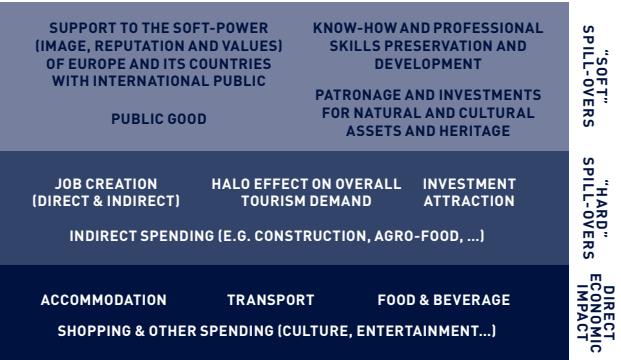 SUPPORT TO THE SOFT-POWER
(IMAGE, REPUTATION AND VALUES)
OF EUROPE AND ITS COUNTRIES
WITH INTERNATIONAL PUBLIC
PUBLIC GOOD
KNOW-HOW AND PROFESSIONAL
SKILLS PRESERVATION AND
DEVELOPMENT
PATRONAGE AND INVESTMENTS
FOR NATURAL AND CULTURAL
ASSETS AND HERITAGE
“SOFT”
SPILL-OVERS
JOB CREATION
(DIRECT & INDIRECT)
HALO EFFECT ON OVERALL
TOURISM DEMAND
INVESTMENT
ATTRACTION
INDIRECT SPENDING (E.G. CONSTRUCTION, AGRO-FOOD, ...)
“HARD”
SPILL-OVERS
ACCOMMODATION
TRANSPORT
FOOD & BEVERAGE
SHOPPING & OTHER SPENDING (CULTURE, ENTERTAINMENT...)
DIRECT
ECONOMIC
IMPACT